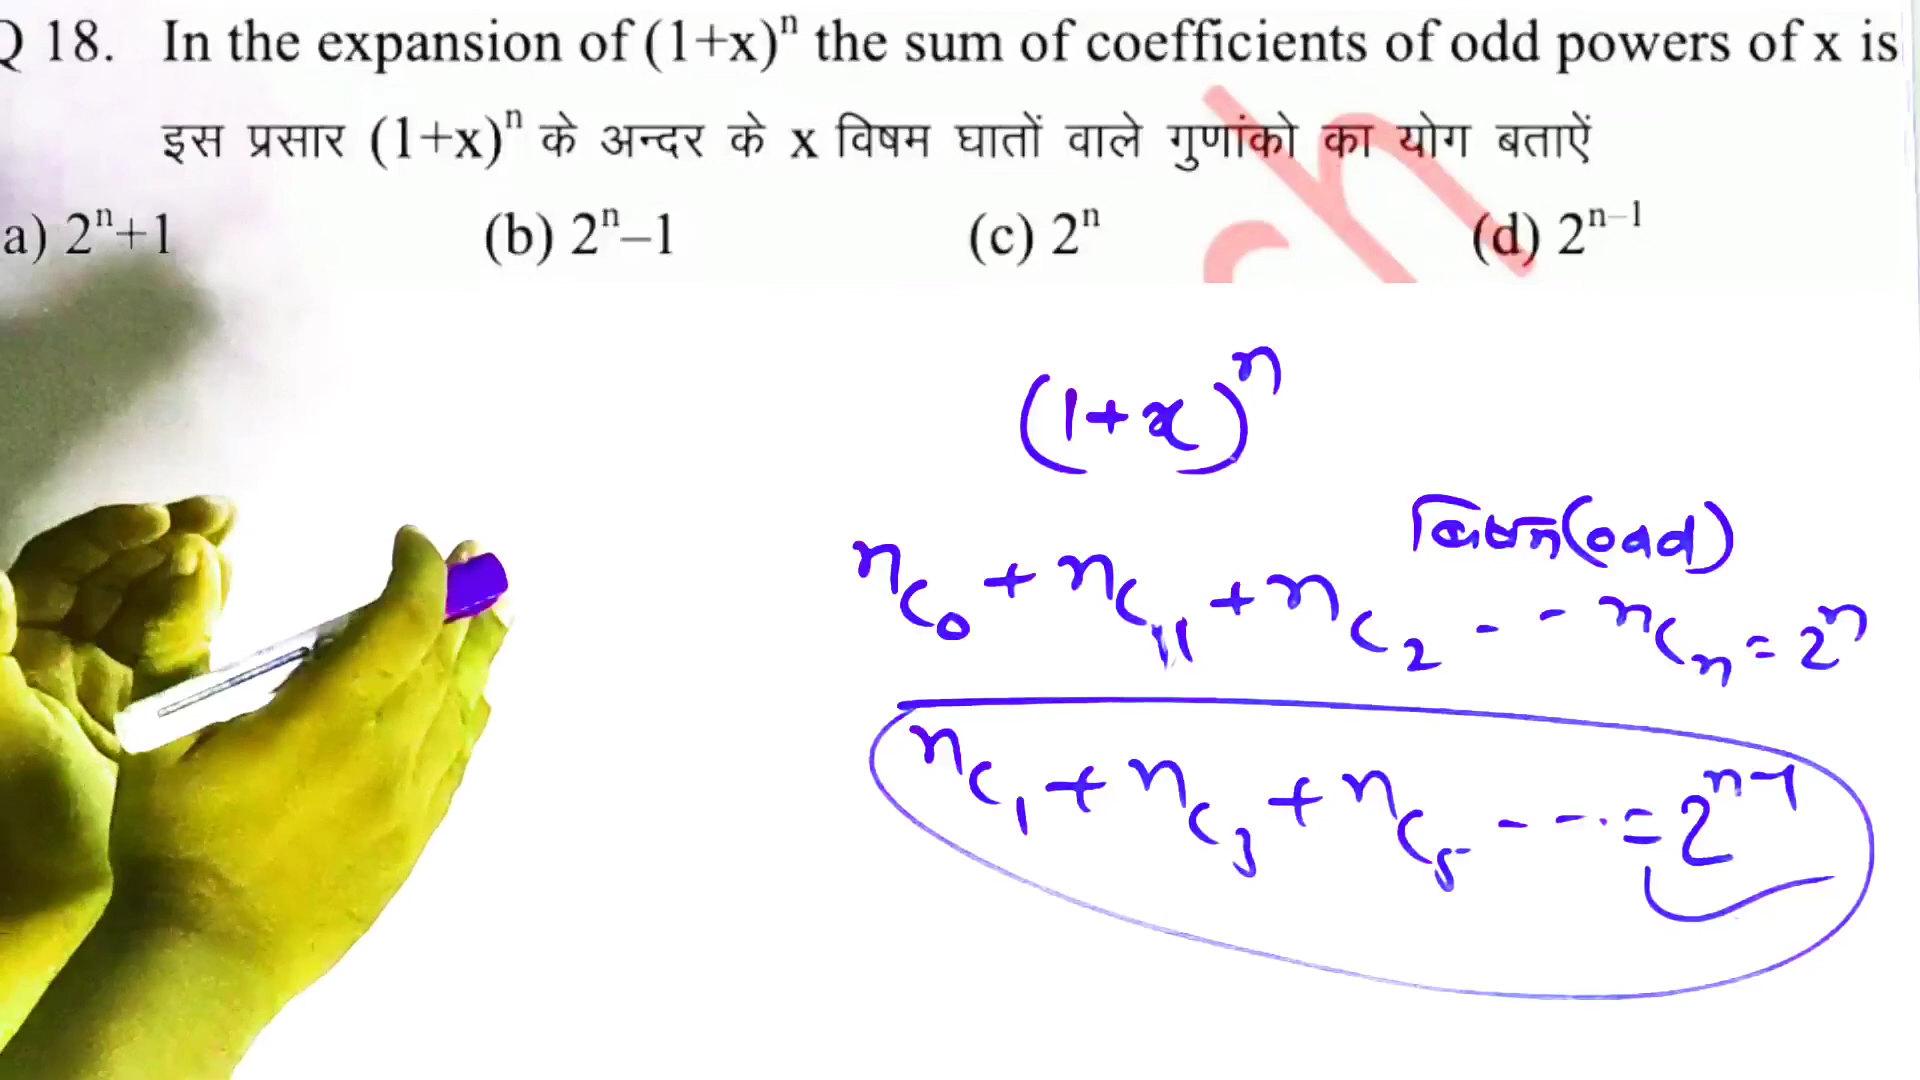 Q 18. In the expansion of (1+x)ⁿ the sum of coefficients of odd powers of x is
इस प्रसार (1+x)ⁿ के अन्दर के x विषम घातों वाले गुणांको का योग बताऐं
a) 2ⁿ+1 (b) 2ⁿ–1 (c) 2ⁿ (d) 2ⁿ⁻¹
(1+x)ⁿ
विषम(odd)
ⁿC₀ + ⁿC₁ + ⁿC₂ - - ⁿCₙ = 2ⁿ
ⁿC₁ + ⁿC₃ + ⁿC₅ - - - = 2ⁿ⁻¹